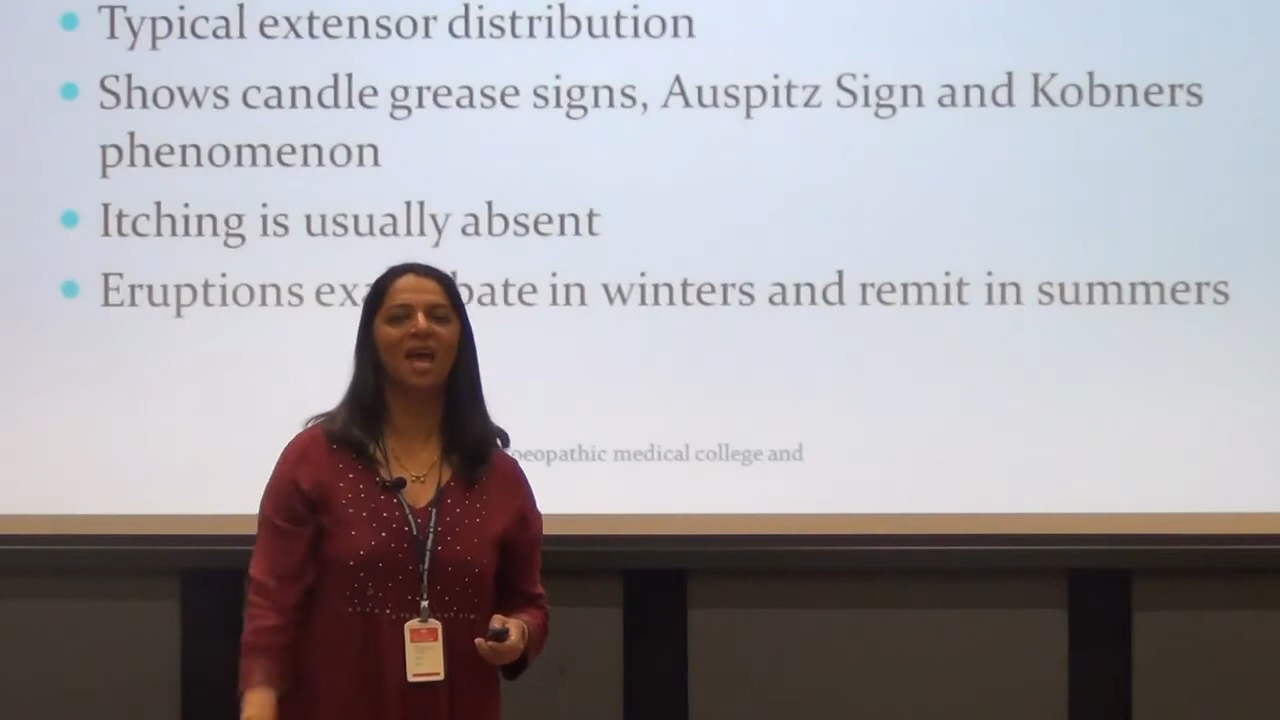 Typical extensor distribution
Shows candle grease signs, Auspitz Sign and Kobners
phenomenon
Itching is usually absent
Eruptions in winters and remit in summers
medical college and